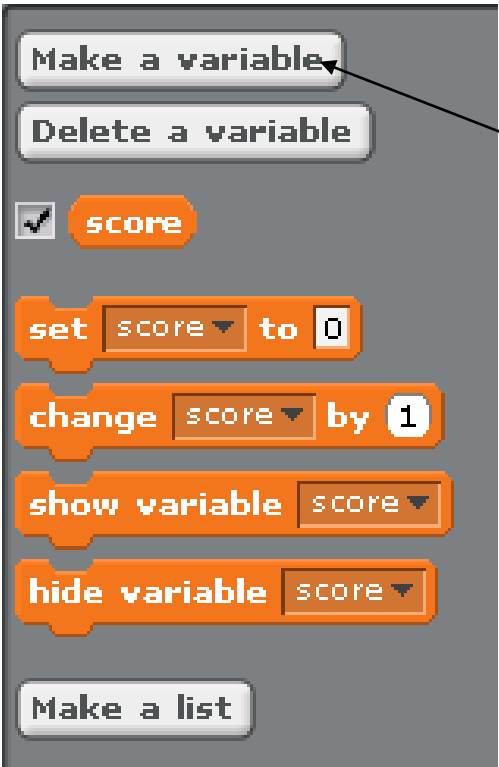 Make a variable
Delete a variable
score
set score to 0
change score by 1
show variable score
hide variable score
Make a list